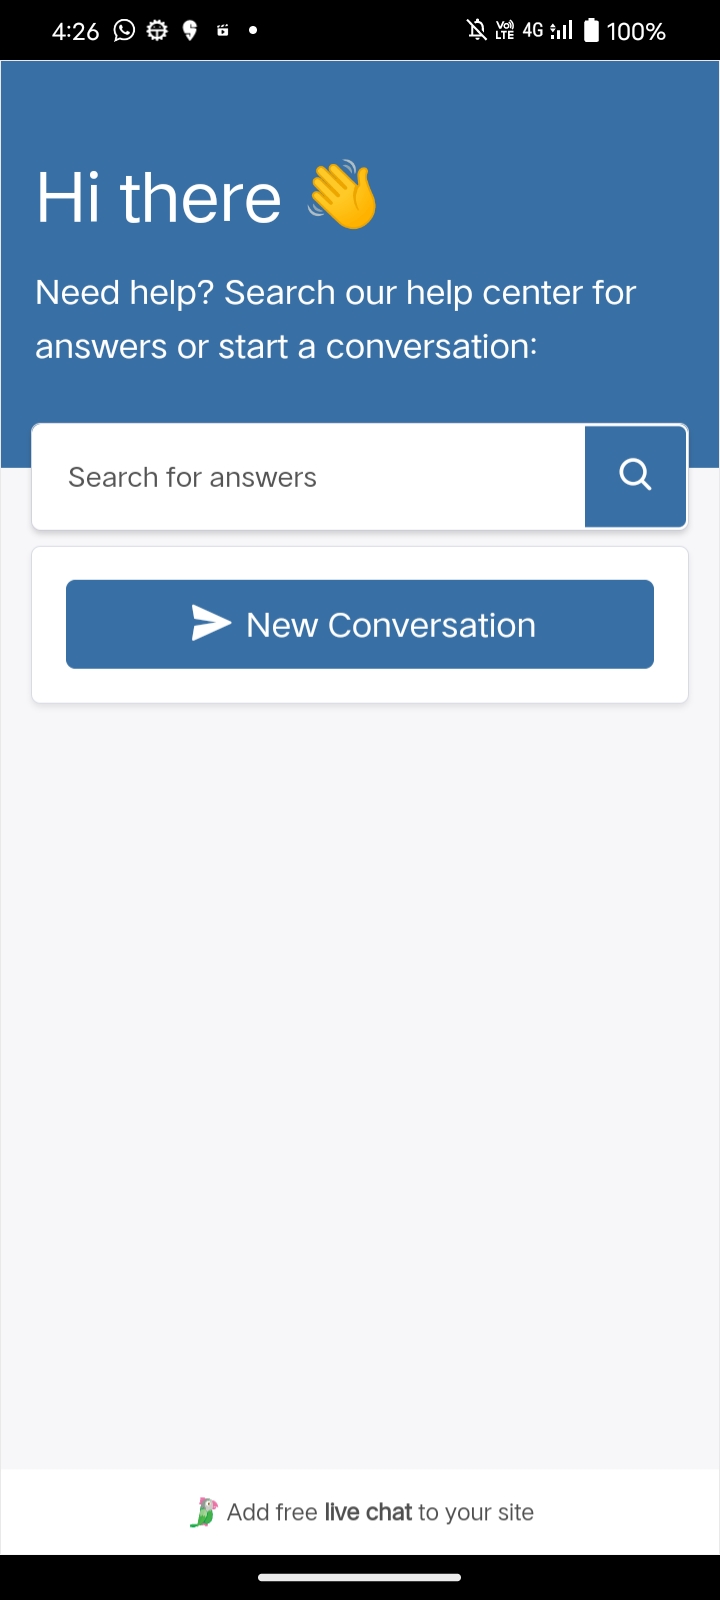 4:26
Vo)) LTE 4G 100%
Hi there 👋
Need help? Search our help center for
answers or start a conversation:
Search for answers
New Conversation
Add free live chat to your site